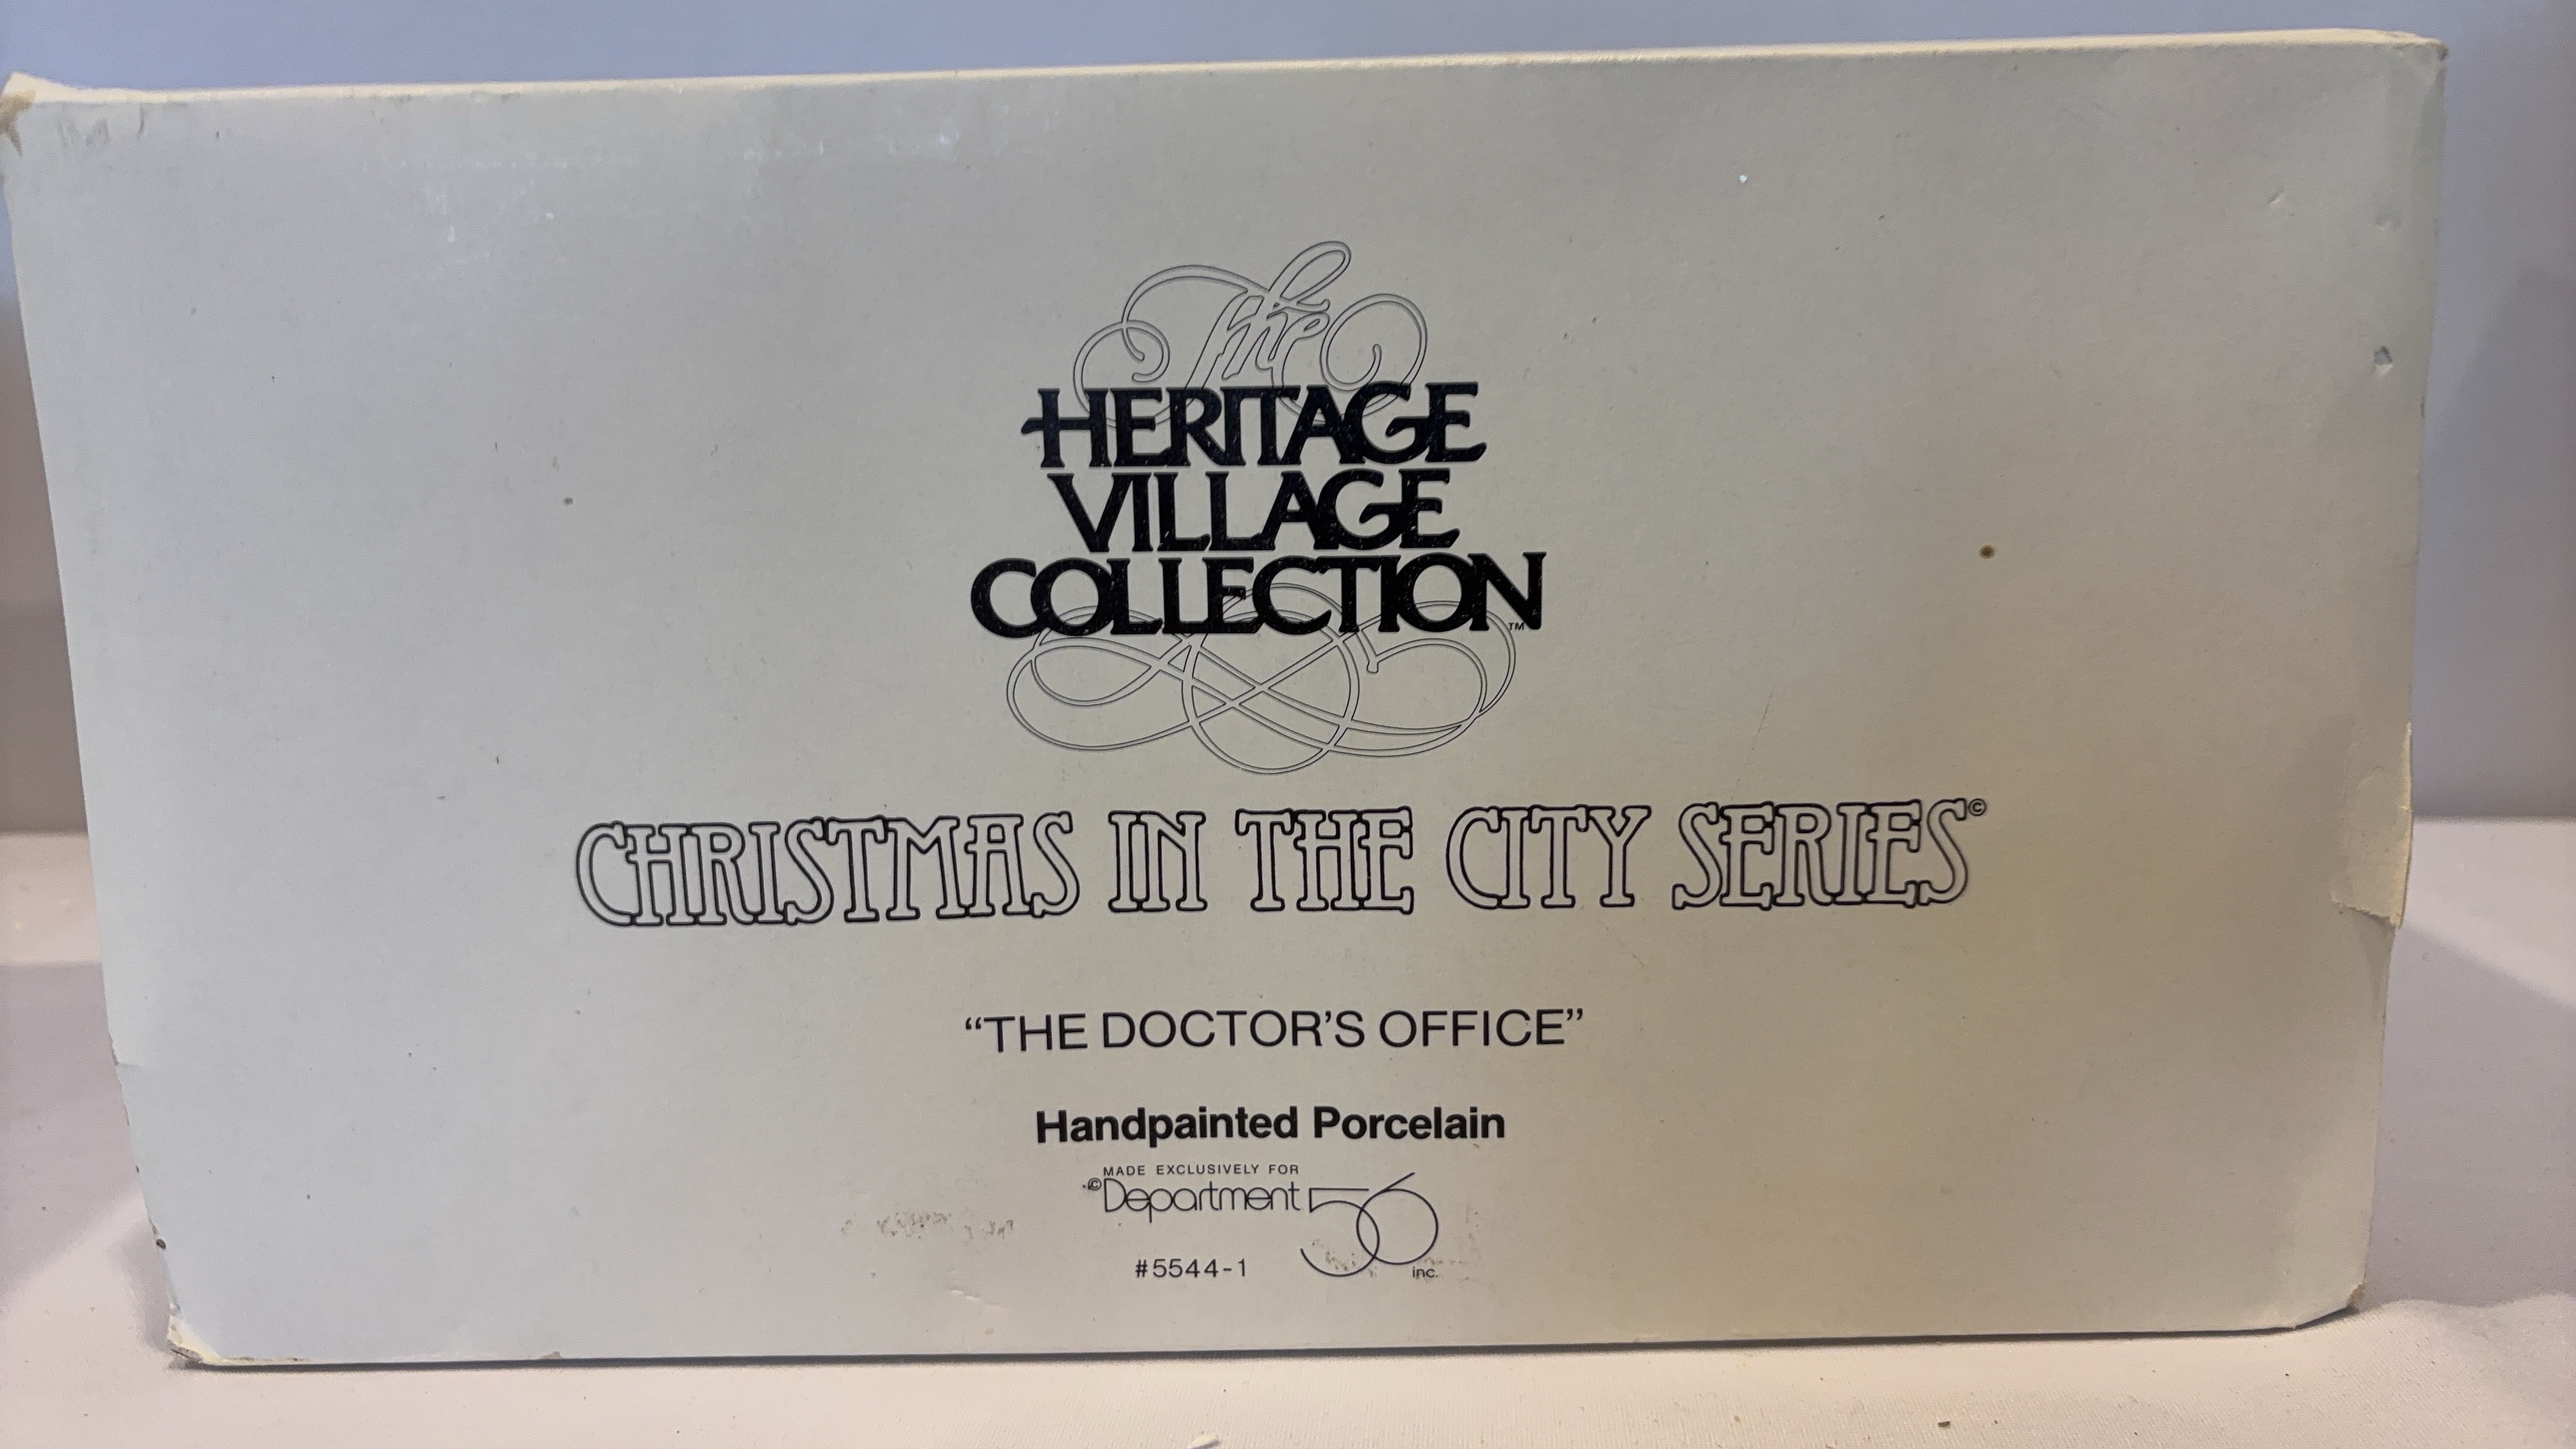 The
HERITAGE
VILLAGE
COLLECTION™
CHRISTMAS IN THE CITY SERIES©
“THE DOCTOR’S OFFICE”
Handpainted Porcelain
MADE EXCLUSIVELY FOR
©Department 56
#5544-1 inc.